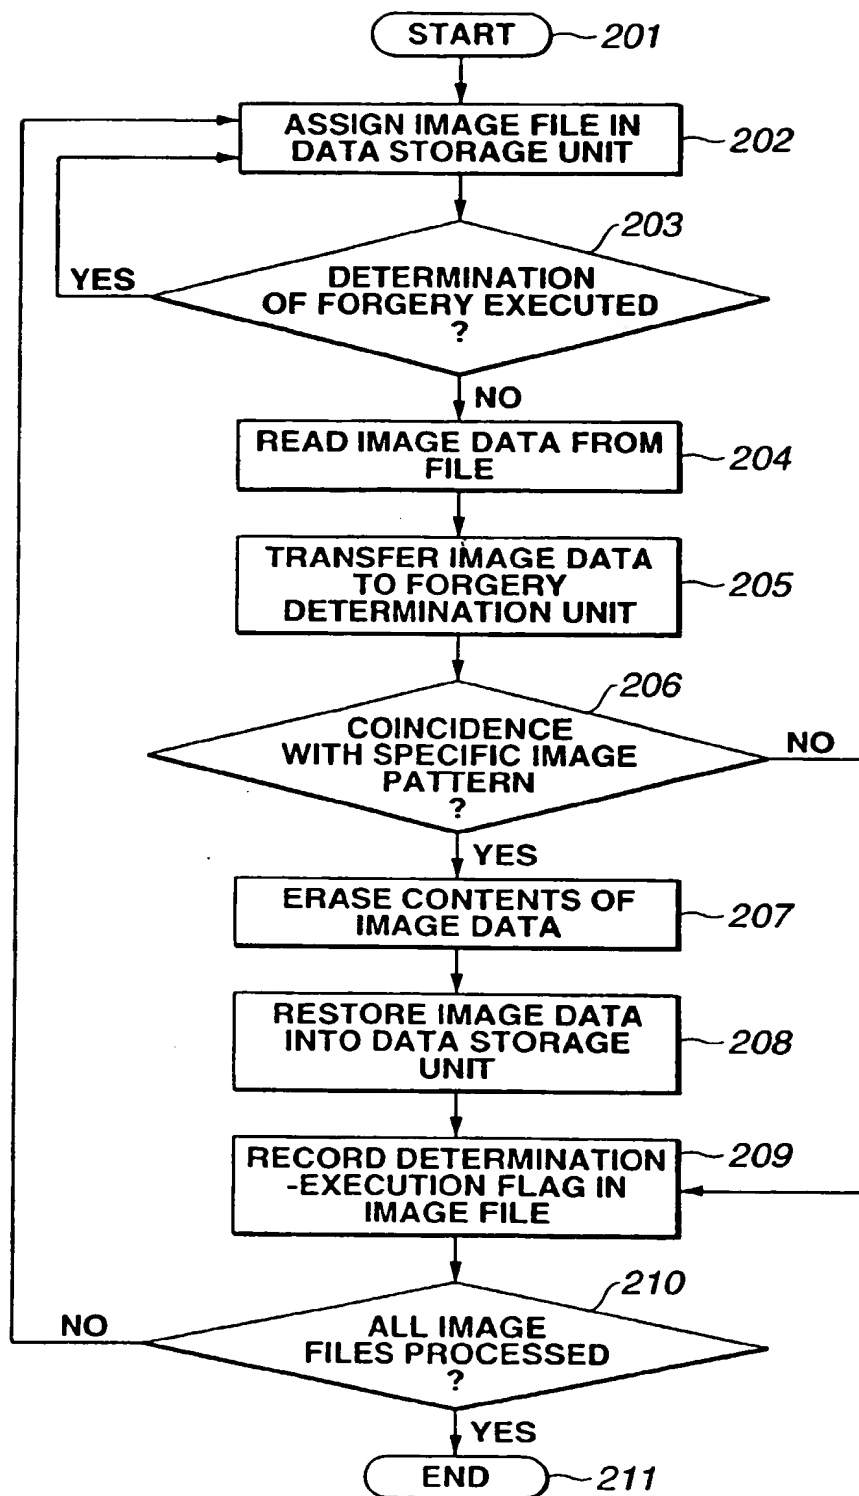 START
201
ASSIGN IMAGE FILE IN
DATA STORAGE UNIT
202
203
DETERMINATION
OF FORGERY EXECUTED
?
YES
NO
READ IMAGE DATA FROM
FILE
204
TRANSFER IMAGE DATA
TO FORGERY
DETERMINATION UNIT
205
206
COINCIDENCE
WITH SPECIFIC IMAGE
PATTERN
?
NO
YES
ERASE CONTENTS OF
IMAGE DATA
207
RESTORE IMAGE DATA
INTO DATA STORAGE
UNIT
208
RECORD DETERMINATION
-EXECUTION FLAG IN
IMAGE FILE
209
210
ALL IMAGE
FILES PROCESSED
?
NO
YES
END
211